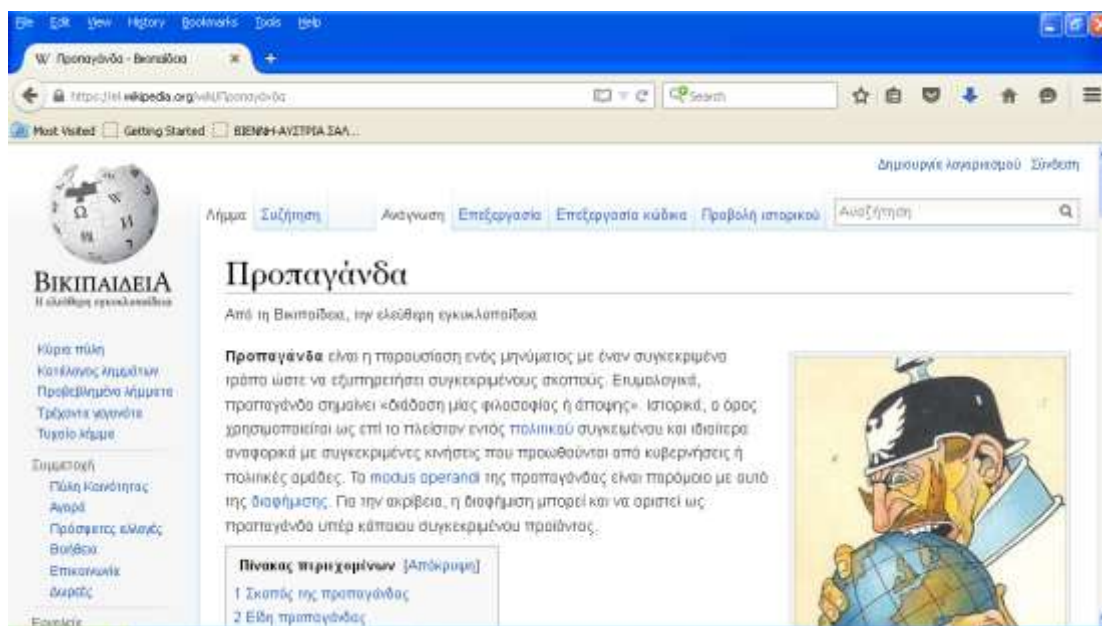 File Edit View History Bookmarks Tools Help
W Προπαγάνδα - Βικιπαίδεια
https://el.wikipedia.org/wiki/Προπαγάνδα
Search
Most Visited Getting Started ΒΙΕΝΝΗ-ΑΥΣΤΡΙΑ ΣΑΛ...
Δημιουργία λογαριασμού Σύνδεση
Λήμμα Συζήτηση Ανάγνωση Επεξεργασία Επεξεργασία κώδικα Προβολή ιστορικού Αναζήτηση
ΒΙΚΙΠΑΙΔΕΙΑ
Η ελεύθερη εγκυκλοπαίδεια
Προπαγάνδα
Από τη Βικιπαίδεια, την ελεύθερη εγκυκλοπαίδεια
Κύρια πύλη
Κατάλογος λημμάτων
Προβεβλημένα λήμματα
Τρέχοντα γεγονότα
Τυχαίο λήμμα
Συμμετοχή
Πύλη Κοινότητας
Αγορά
Πρόσφατες αλλαγές
Βοήθεια
Επικοινωνία
Δωρεές
Εργαλεία
Προπαγάνδα είναι η παρουσίαση ενός μηνύματος με έναν συγκεκριμένο
τρόπο ώστε να εξυπηρετήσει συγκεκριμένους σκοπούς. Ετυμολογικά,
προπαγάνδα σημαίνει «διάδοση μίας φιλοσοφίας ή άποψης». Ιστορικά, ο όρος
χρησιμοποιείται ως επί το πλείστον εντός πολιτικού συγκειμένου και ιδιαίτερα
αναφορικά με συγκεκριμένες κινήσεις που προωθούνται από κυβερνήσεις ή
πολιτικές ομάδες. Το modus operandi της προπαγάνδας είναι παρόμοιο με αυτό
της διαφήμισης. Για την ακρίβεια, η διαφήμιση μπορεί και να οριστεί ως
προπαγάνδα υπέρ κάποιου συγκεκριμένου προϊόντος.
Πίνακας περιεχομένων [Απόκρυψη]
1 Σκοπός της προπαγάνδας
2 Είδη προπαγάνδας